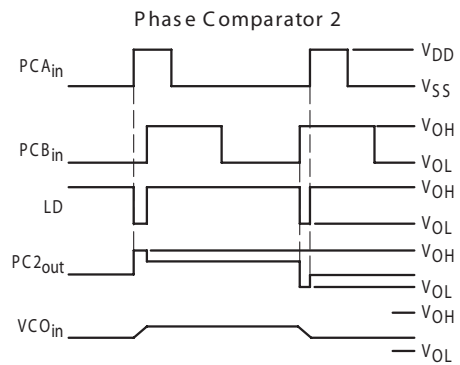 Phase Comparator 2
PCAin
VDD
VSS
PCBin
VOH
VOL
LD
VOH
VOL
PC2out
VOH
VOL
VCOin
VOH
VOL